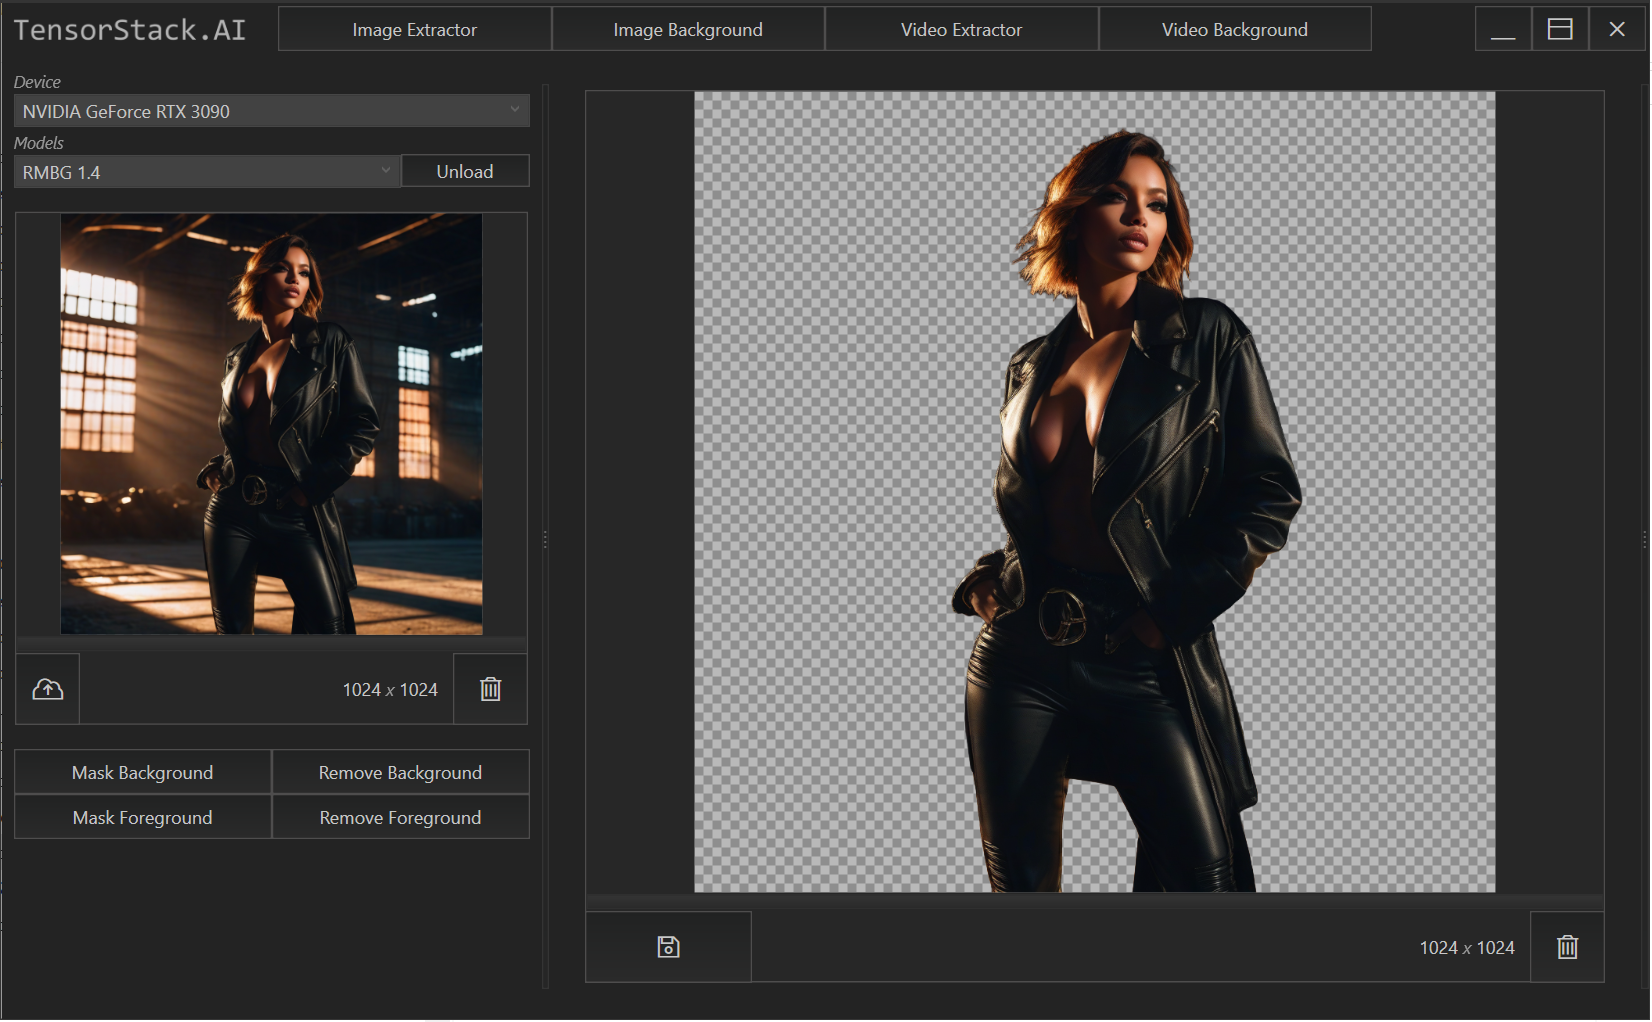 TensorStack.AI
Image Extractor
Image Background
Video Extractor
Video Background
Device
NVIDIA GeForce RTX 3090
Models
RMBG 1.4
Unload
1024 x 1024
Mask Background
Remove Background
Mask Foreground
Remove Foreground
1024 x 1024